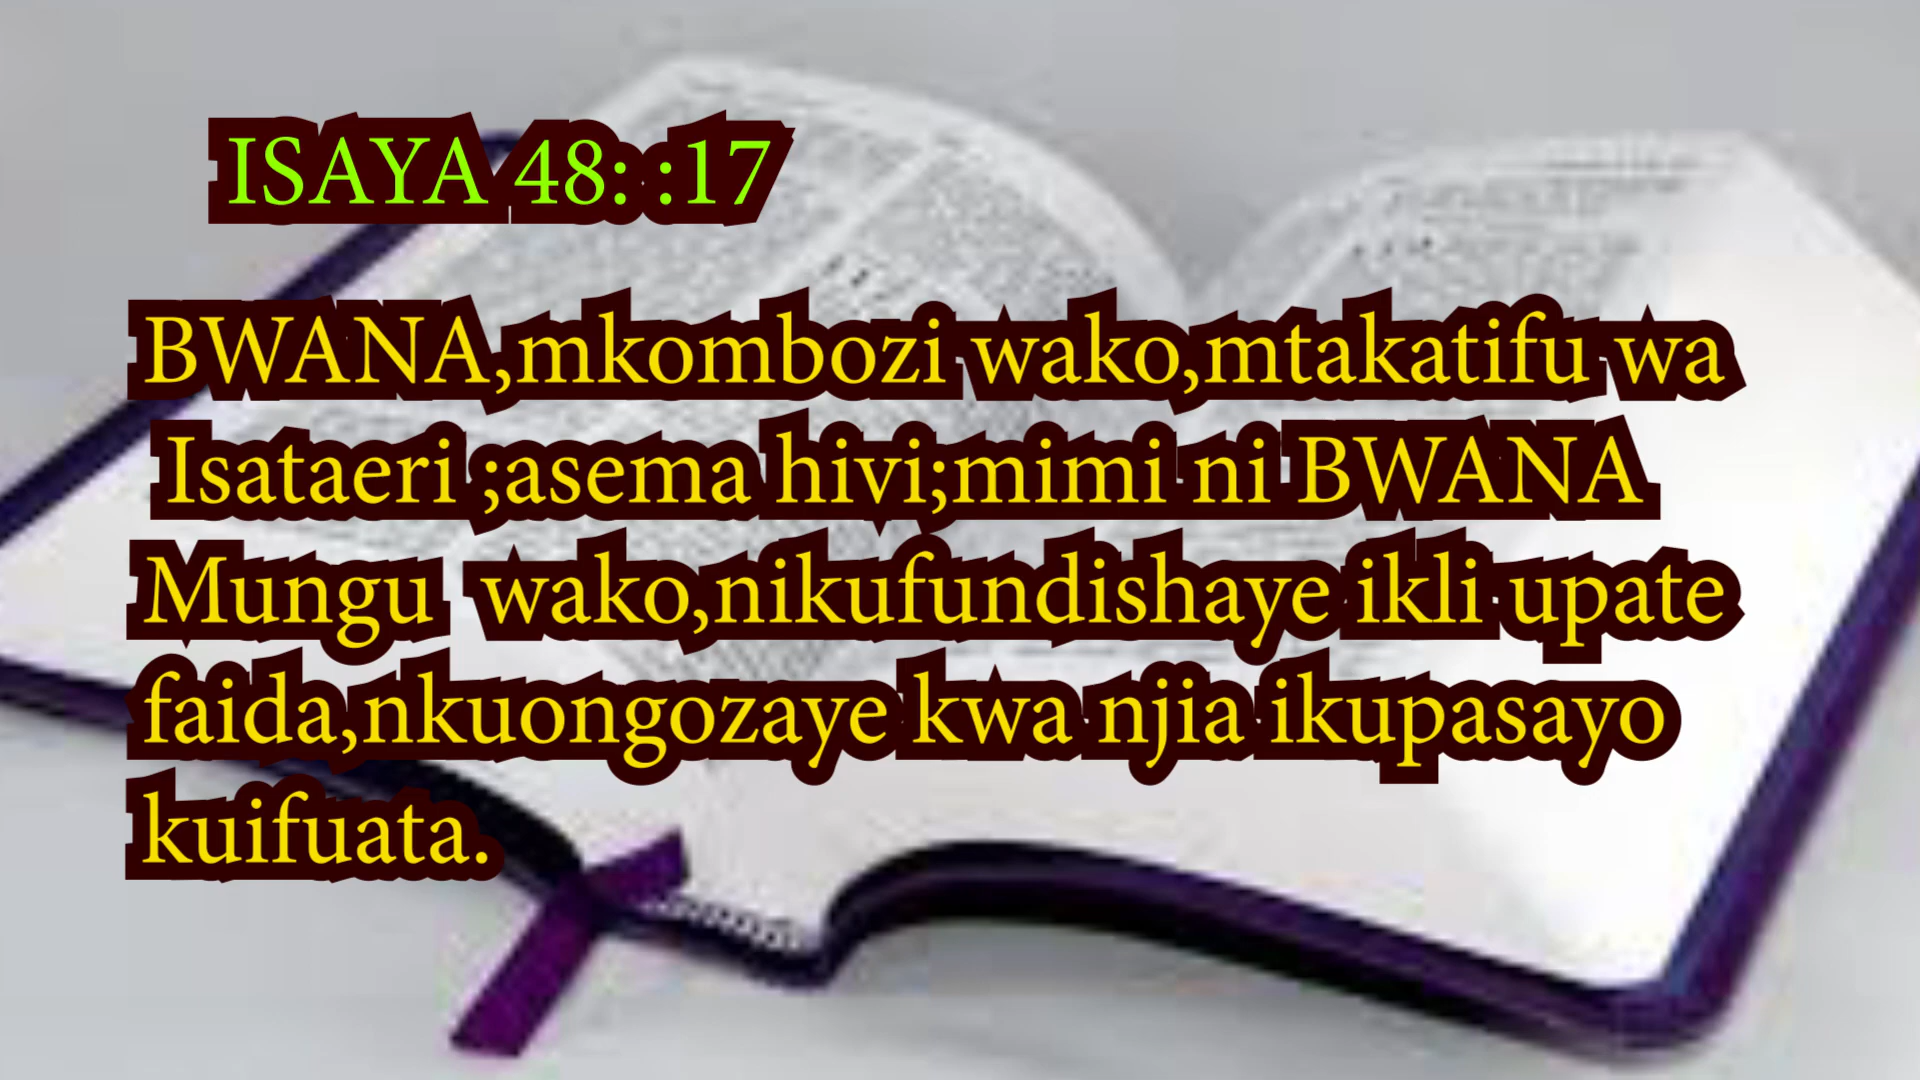 ISAYA 48: :17
BWANA,mkombozi wako,mtakatifu wa
Isataeri ;asema hivi;mimi ni BWANA
Mungu wako,nikufundishaye ikli upate
faida,nkuongozaye kwa njia ikupasayo
kuifuata.